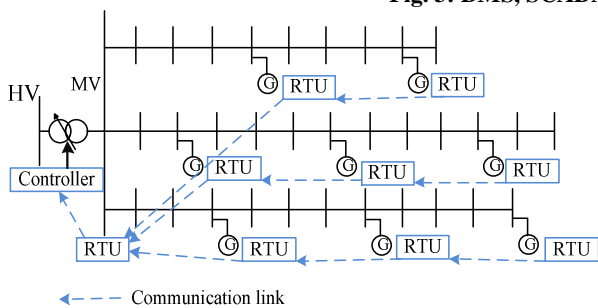 Fig. 3. DMS, SCADA
MV
HV
G
G
RTU
RTU
G
G
G
RTU
RTU
RTU
Controller
G
G
G
RTU
RTU
RTU
RTU
Communication link